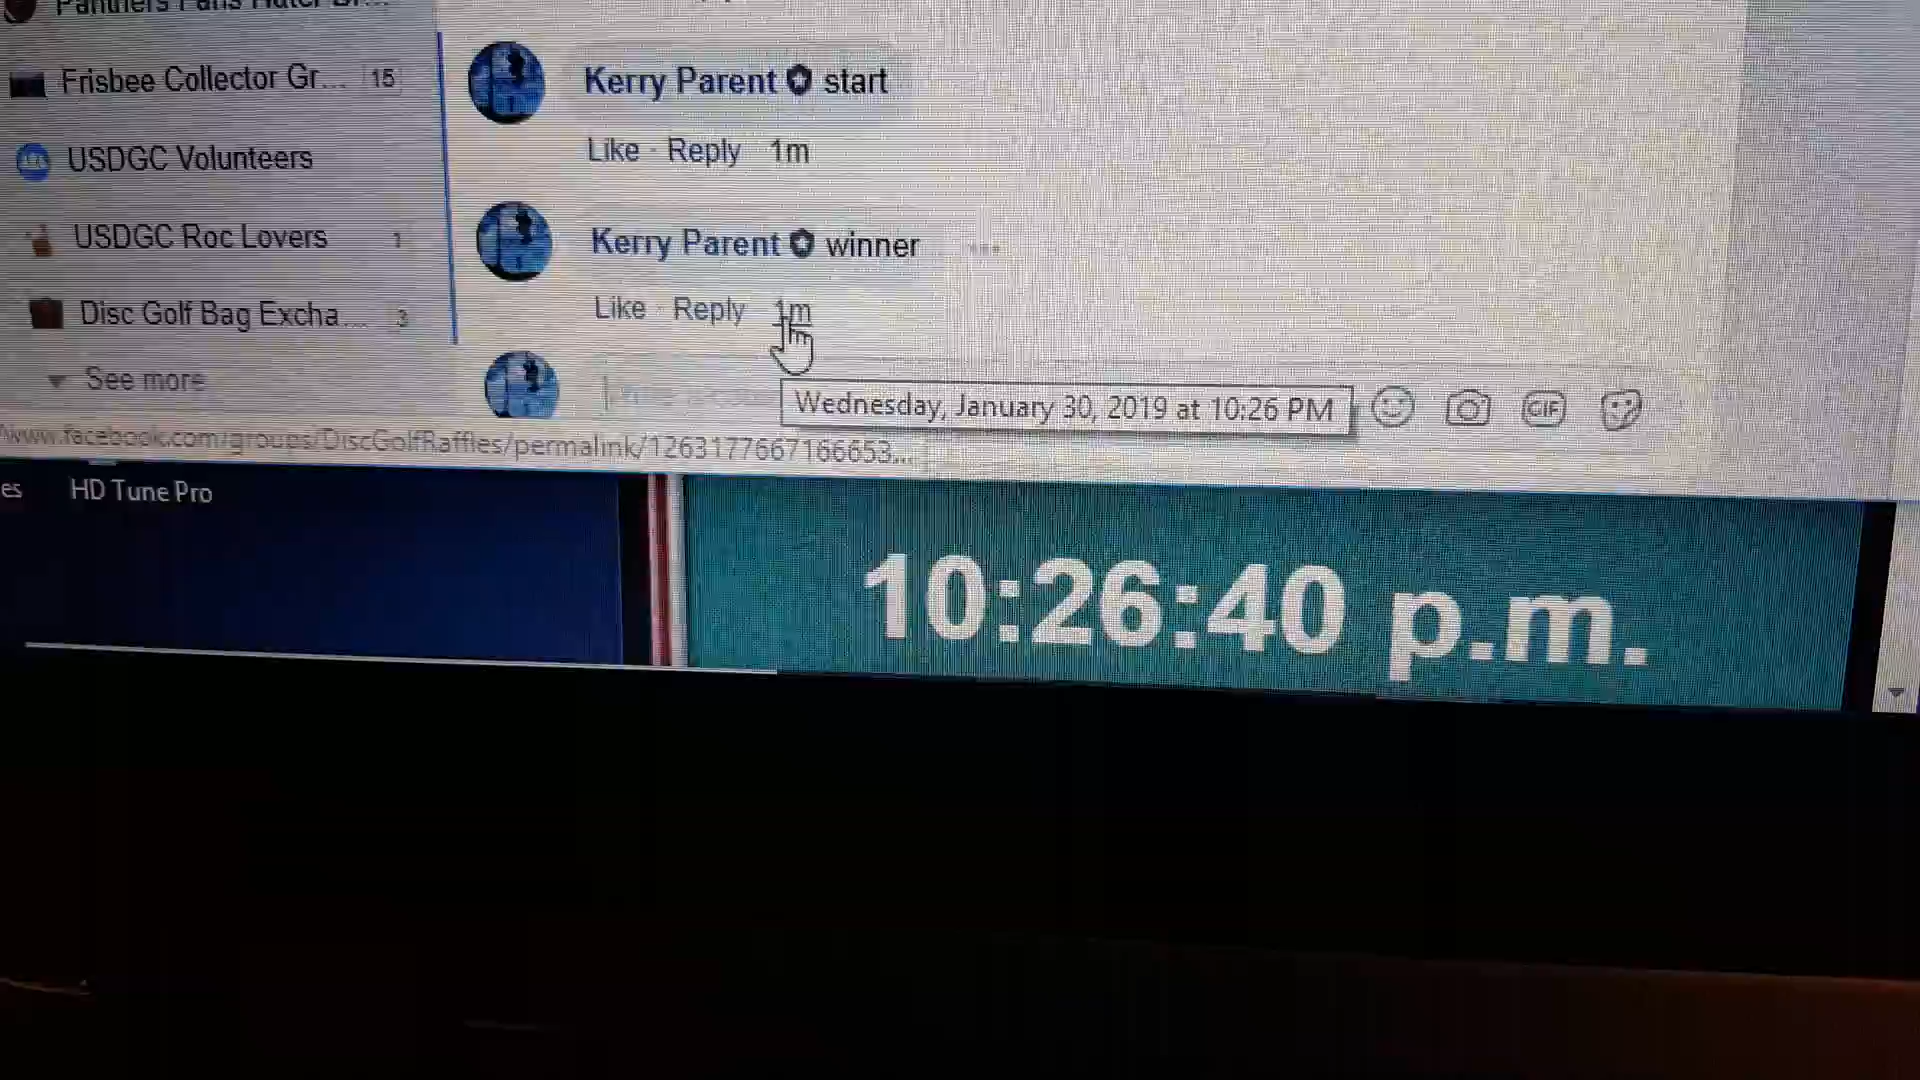 Frisbee Collector Gr... 15
USDGC Volunteers
USDGC Roc Lovers 1
Disc Golf Bag Excha... 3
See more
Kerry Parent start
Like · Reply 1m
Kerry Parent winner ...
Like · Reply 1m
Wednesday, January 30, 2019 at 10:26 PM
GIF
/www.facebook.com/groups/DiscGolfRaffles/permalink/1263177667166653...
es HD Tune Pro
10:26:40 p.m.